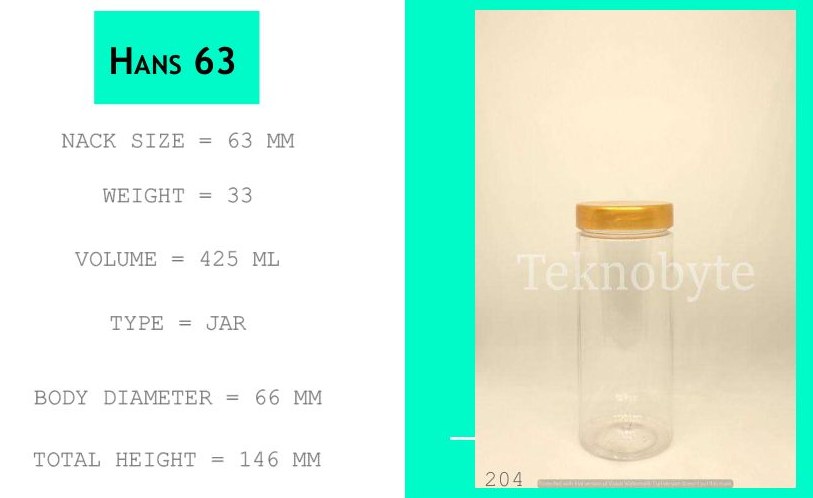 Hans 63
NACK SIZE = 63 MM
WEIGHT = 33
VOLUME = 425 ML
TYPE = JAR
BODY DIAMETER = 66 MM
TOTAL HEIGHT = 146 MM
Teknobyte
204